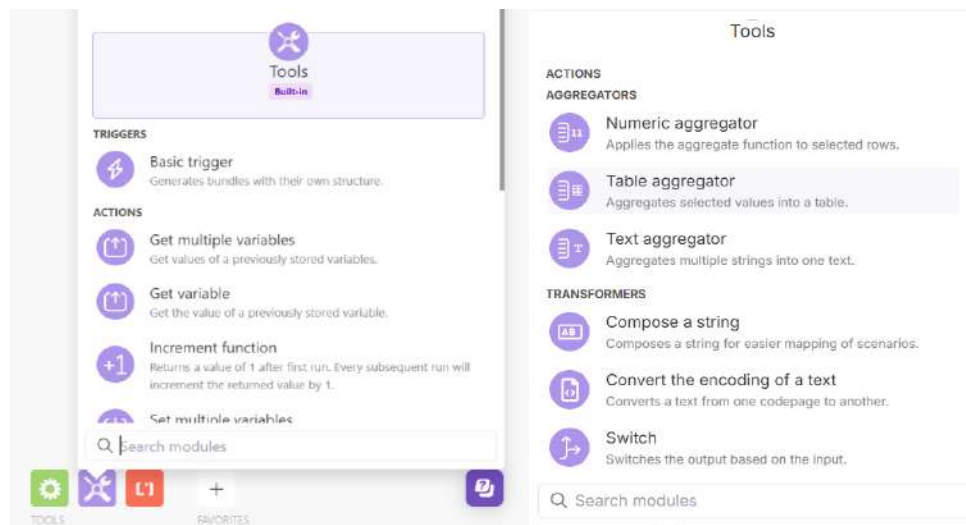 Tools
Built-in
TRIGGERS
Basic trigger
Generates bundles with their own structure.
ACTIONS
Get multiple variables
Get values of a previously stored variables.
Get variable
Get the value of a previously stored variable.
+1
Increment function
Returns a value of 1 after first run. Every subsequent run will
increment the returned value by 1.
Set multiple variables
Search modules
TOOLS
FAVORITES
Tools
ACTIONS
AGGREGATORS
Numeric aggregator
Applies the aggregate function to selected rows.
Table aggregator
Aggregates selected values into a table.
T
Text aggregator
Aggregates multiple strings into one text.
TRANSFORMERS
AB
Compose a string
Composes a string for easier mapping of scenarios.
Convert the encoding of a text
Converts a text from one codepage to another.
Switch
Switches the output based on the input.
Search modules